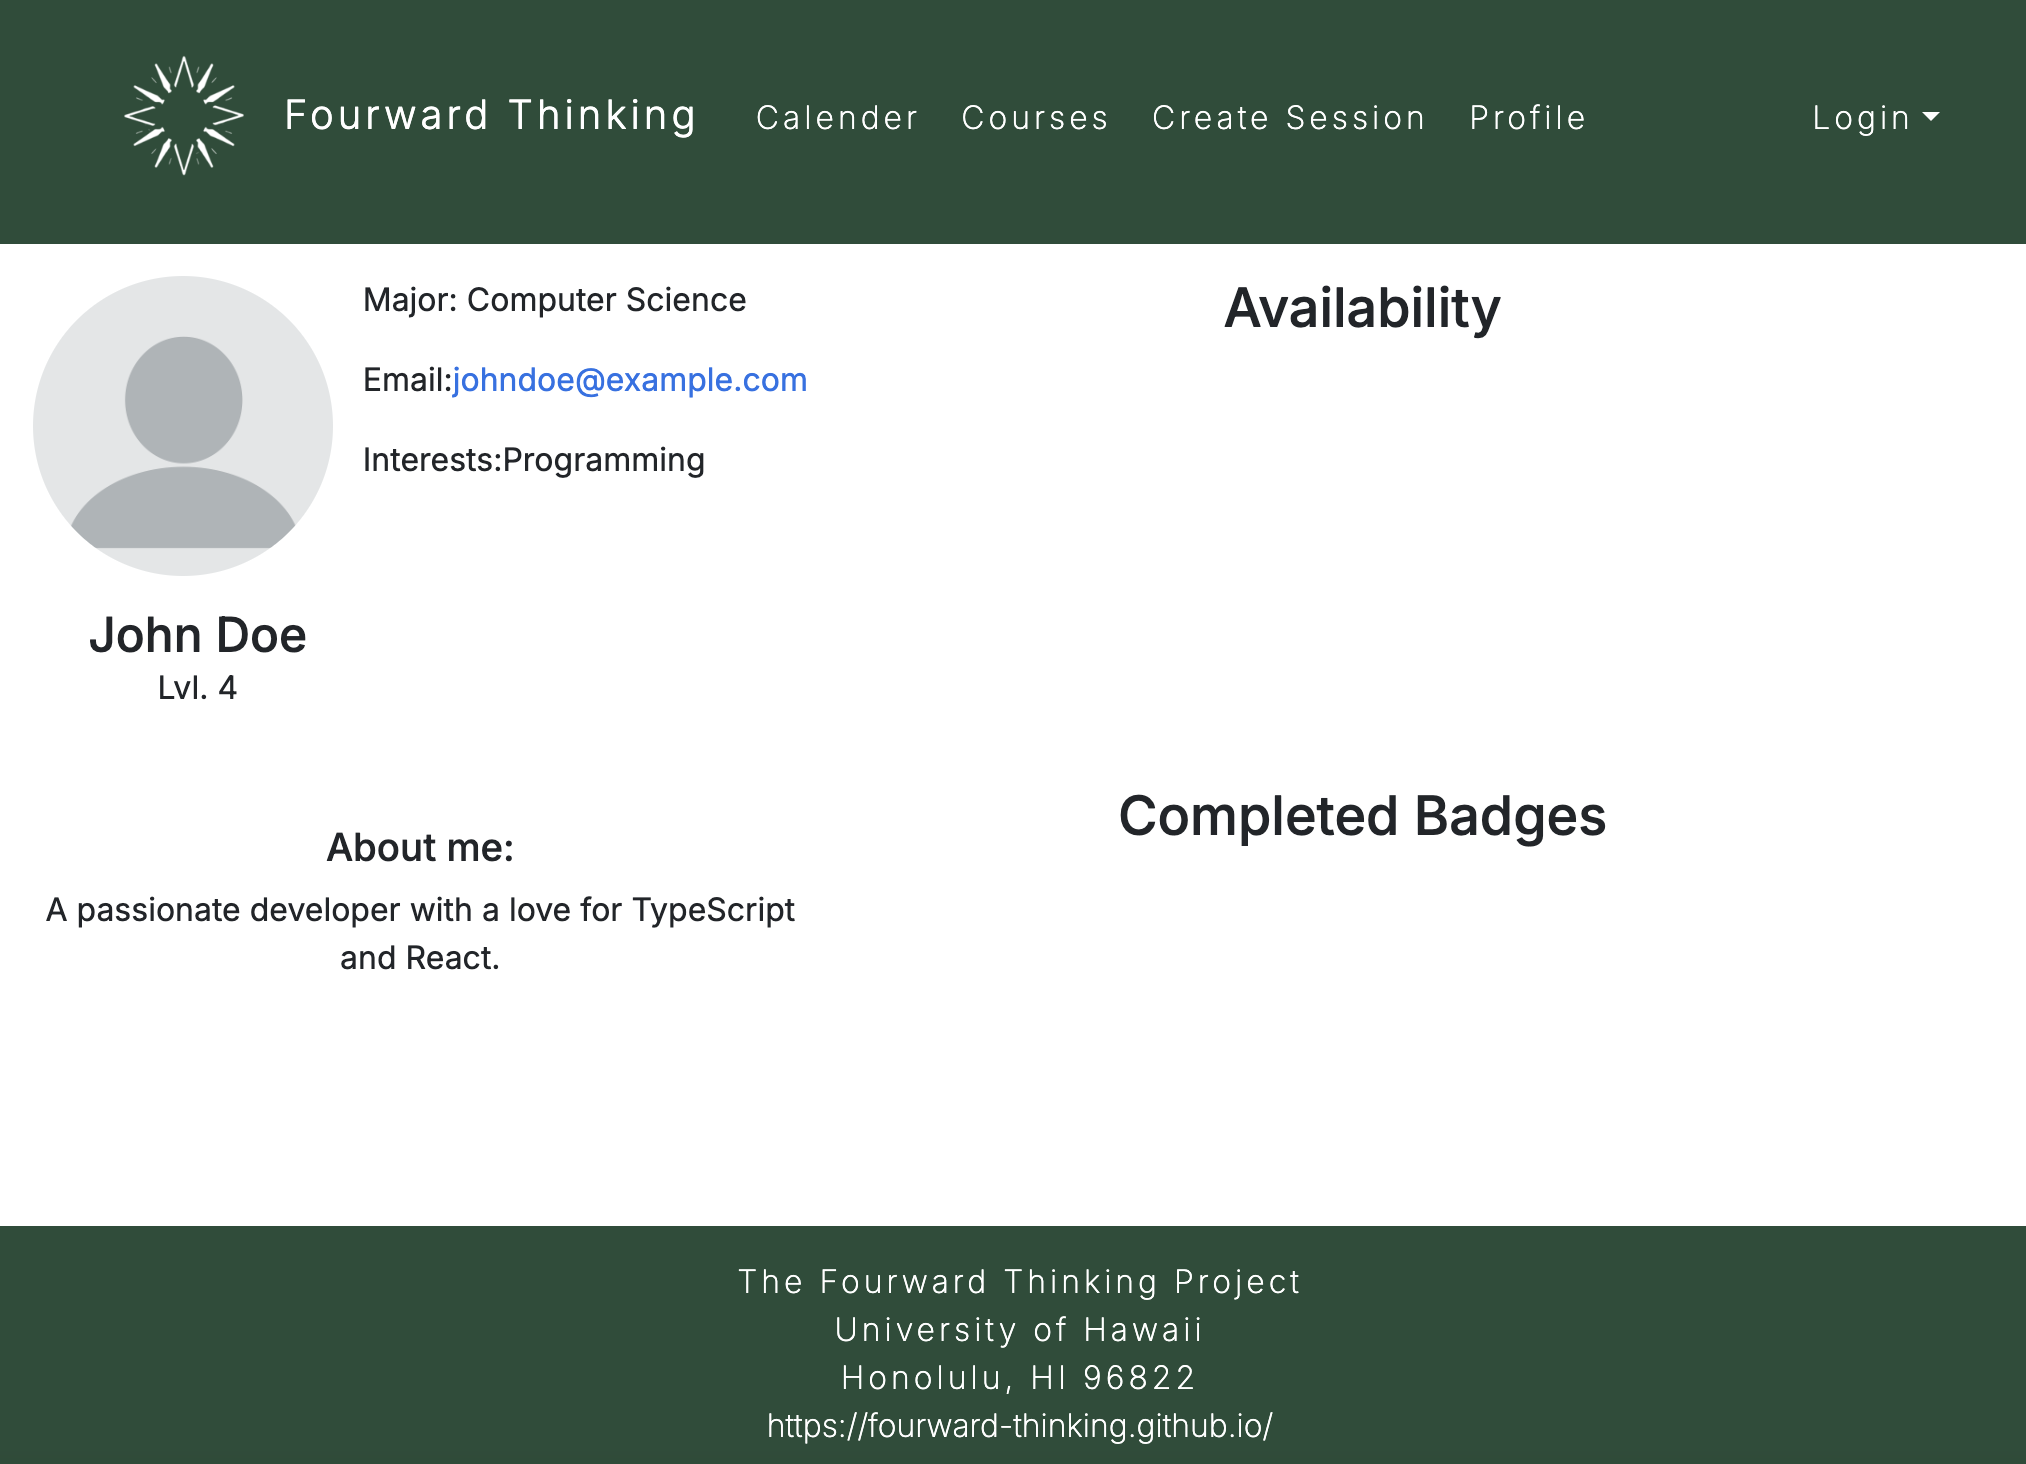 Fourward Thinking
Calender
Courses
Create Session
Profile
Login
Major: Computer Science
Email:johndoe@example.com
Interests:Programming
John Doe
Lvl. 4
About me:
A passionate developer with a love for TypeScript
and React.
Availability
Completed Badges
The Fourward Thinking Project
University of Hawaii
Honolulu, HI 96822
https://fourward-thinking.github.io/